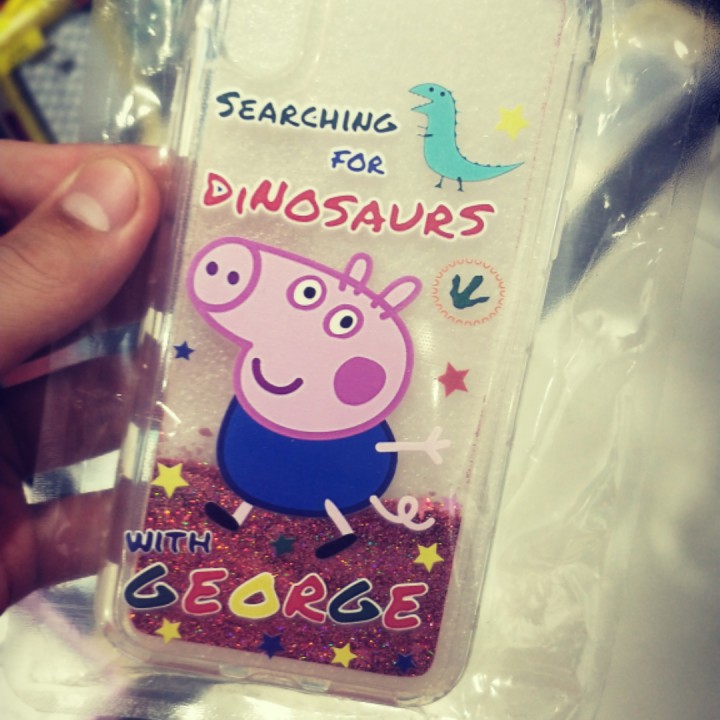 SEARCHING
FOR
DINOSAURS
WITH
GEORGE